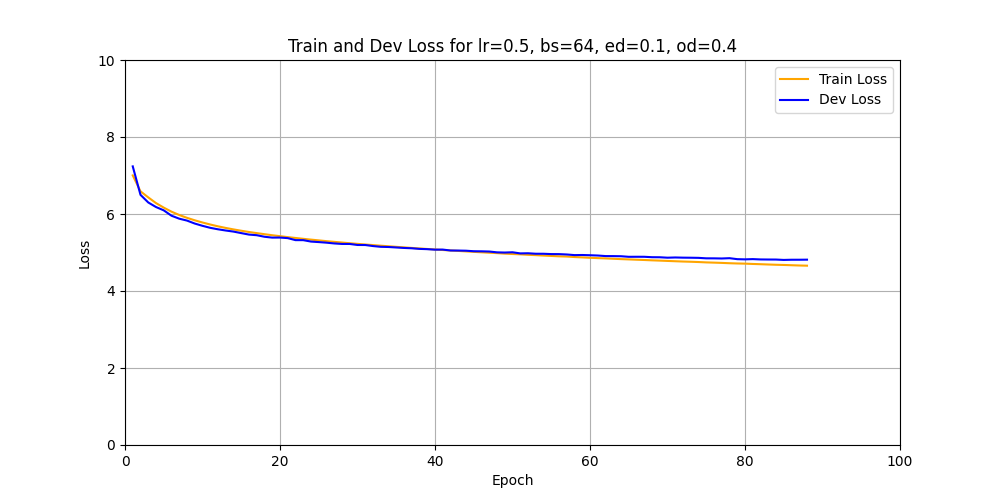 Train and Dev Loss for lr=0.5, bs=64, ed=0.1, od=0.4
Train Loss
Dev Loss
10
8
6
4
2
0
Loss
0 20 40 60 80 100
Epoch